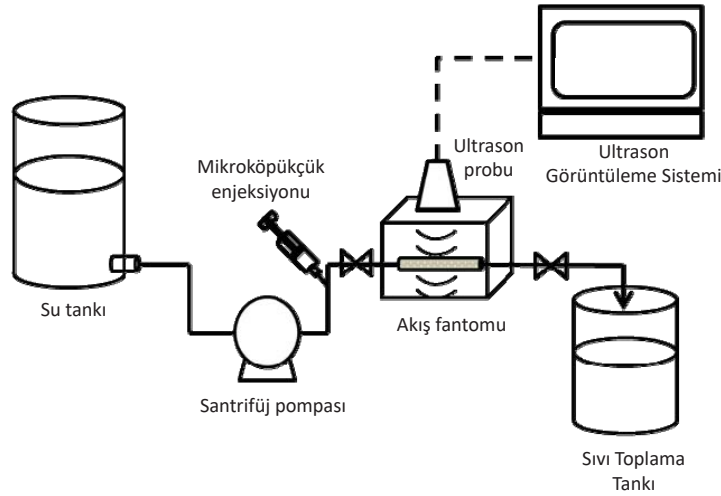 Ultrason
probu
Ultrason
Görüntüleme Sistemi
Mikroköpükçük
enjeksiyonu
Su tankı
Akış fantomu
Santrifüj pompası
Sıvı Toplama
Tankı